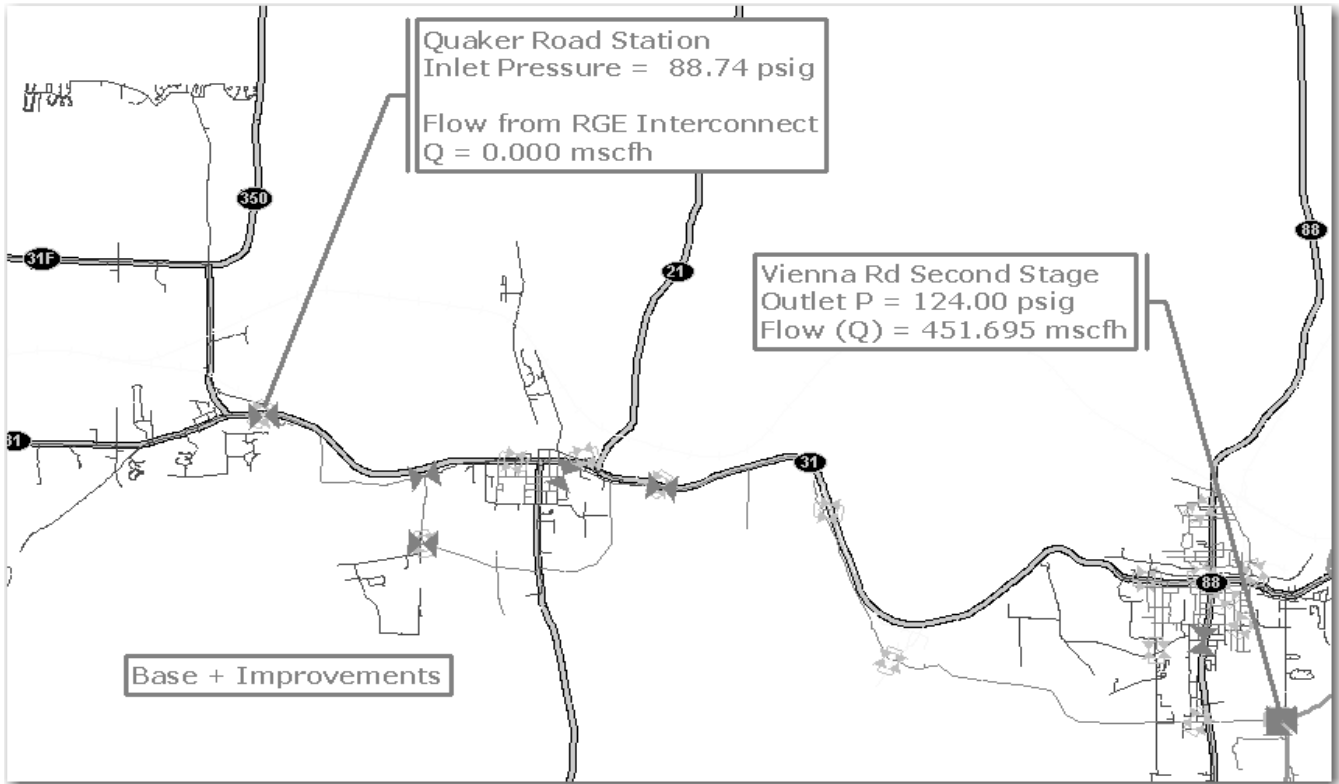 Quaker Road Station
Inlet Pressure =  88.74 psig
Flow from RGE Interconnect
Q = 0.000 mscfh
350
31F
21
88
Vienna Rd Second Stage
Outlet P = 124.00 psig
Flow (Q) = 451.695 mscfh
31
31
88
Base + Improvements